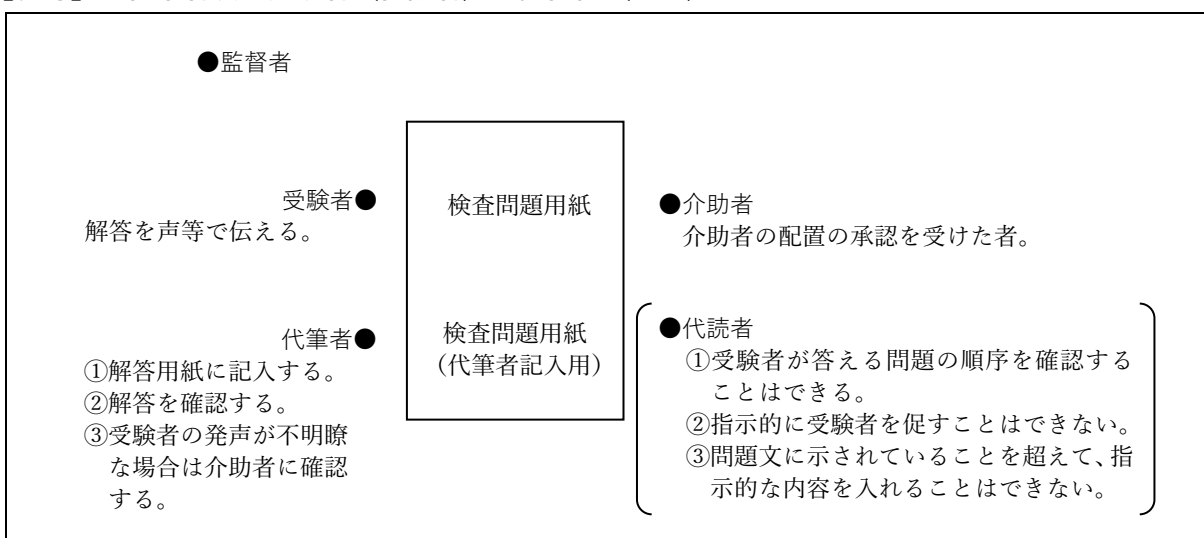 ●監督者
受験者●
解答を声等で伝える。
検査問題用紙
●介助者
介助者の配置の承認を受けた者。
代筆者●
①解答用紙に記入する。
②解答を確認する。
③受験者の発声が不明瞭
な場合は介助者に確認
する。
検査問題用紙
(代筆者記入用)
●代読者
①受験者が答える問題の順序を確認する
ことはできる。
②指示的に受験者を促すことはできない。
③問題文に示されていることを超えて、指
示的な内容を入れることはできない。